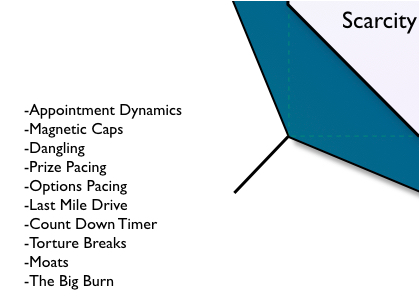 Scarcity
-Appointment Dynamics
-Magnetic Caps
-Dangling
-Prize Pacing
-Options Pacing
-Last Mile Drive
-Count Down Timer
-Torture Breaks
-Moats
-The Big Burn